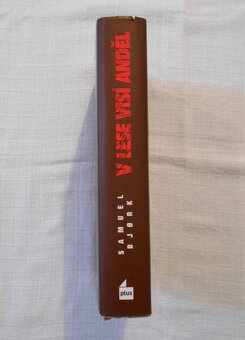 V LESE VISÍ ANDĚL
SAMUEL
BJØRK
plus